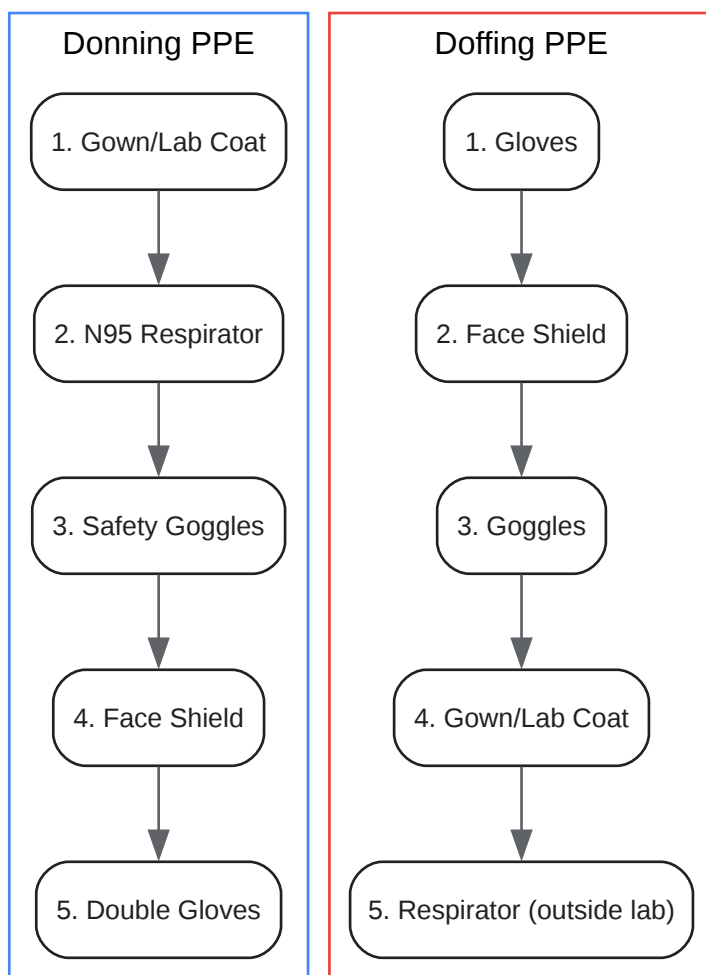 Donning PPE
1. Gown/Lab Coat
2. N95 Respirator
3. Safety Goggles
4. Face Shield
5. Double Gloves
Doffing PPE
1. Gloves
2. Face Shield
3. Goggles
4. Gown/Lab Coat
5. Respirator (outside lab)